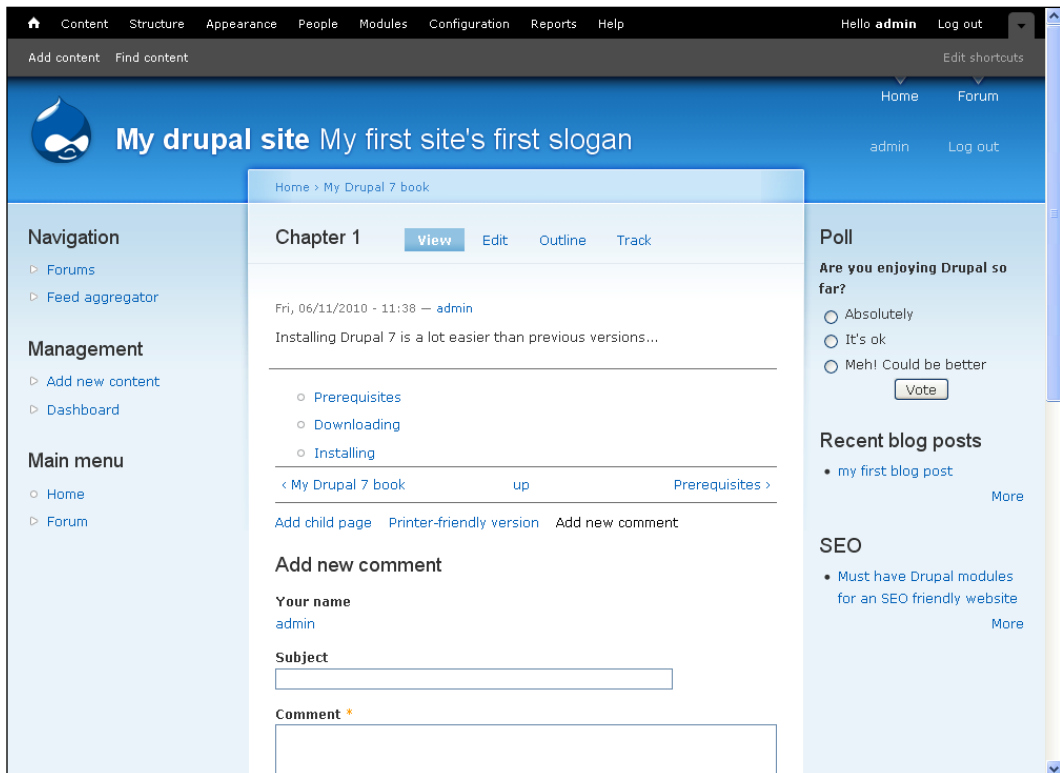 Content Structure Appearance People Modules Configuration Reports Help Hello admin Log out
Add content Find content Edit shortcuts
Home Forum
My drupal site My first site's first slogan
admin Log out
Home › My Drupal 7 book
Navigation
Forums
Feed aggregator
Management
Add new content
Dashboard
Main menu
Home
Forum
Chapter 1 View Edit Outline Track
Fri, 06/11/2010 - 11:38 — admin
Installing Drupal 7 is a lot easier than previous versions...
Prerequisites
Downloading
Installing
‹ My Drupal 7 book up Prerequisites ›
Add child page Printer-friendly version Add new comment
Add new comment
Your name
admin
Subject
Comment *
Poll
Are you enjoying Drupal so
far?
Absolutely
It's ok
Meh! Could be better
Vote
Recent blog posts
my first blog post
More
SEO
Must have Drupal modules
for an SEO friendly website
More